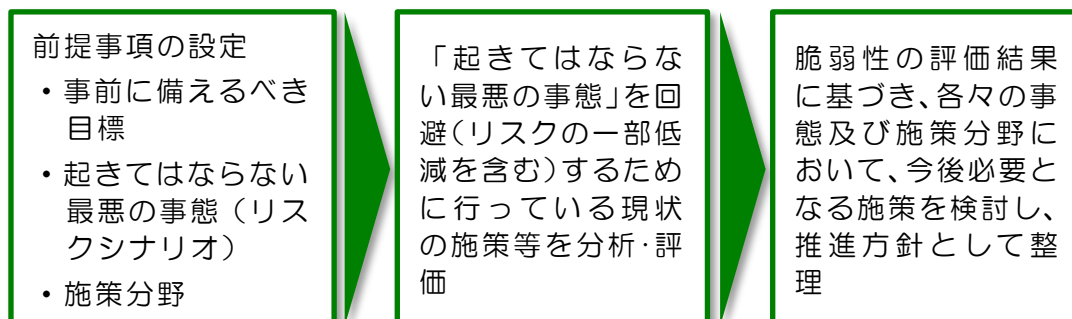 前提事項の設定
・事前に備えるべき
目標
・起きてはならない
最悪の事態（リス
クシナリオ）
・施策分野
「起きてはならな
い最悪の事態」を回
避（リスクの一部低
減を含む）するため
に行っている現状
の施策等を分析・評
価
脆弱性の評価結果
に基づき、各々の事
態及び施策分野に
おいて、今後必要と
なる施策を検討し、
推進方針として整
理